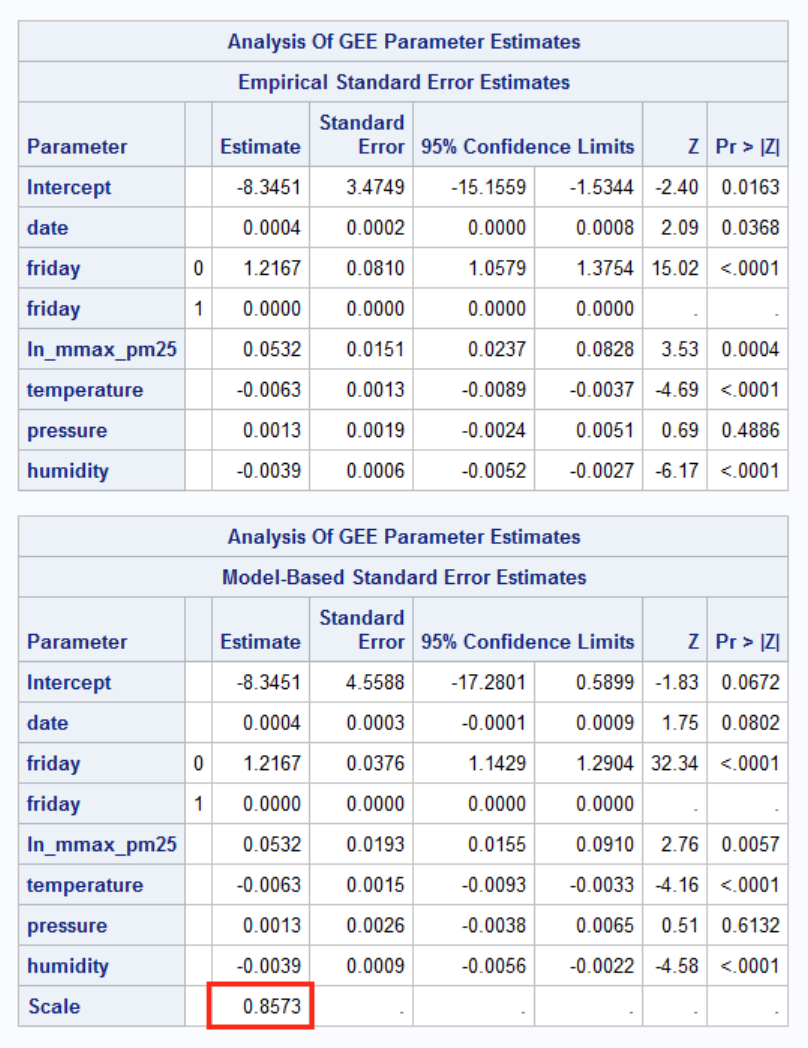 Analysis Of GEE Parameter Estimates
Empirical Standard Error Estimates
Parameter Estimate Standard Error 95% Confidence Limits Z Pr > |Z|
Intercept -8.3451 3.4749 -15.1559 -1.5344 -2.40 0.0163
date 0.0004 0.0002 0.0000 0.0008 2.09 0.0368
friday 0 1.2167 0.0810 1.0579 1.3754 15.02 <.0001
friday 1 0.0000 0.0000 0.0000 0.0000 . .
ln_mmax_pm25 0.0532 0.0151 0.0237 0.0828 3.53 0.0004
temperature -0.0063 0.0013 -0.0089 -0.0037 -4.69 <.0001
pressure 0.0013 0.0019 -0.0024 0.0051 0.69 0.4886
humidity -0.0039 0.0006 -0.0052 -0.0027 -6.17 <.0001
Analysis Of GEE Parameter Estimates
Model-Based Standard Error Estimates
Parameter Estimate Standard Error 95% Confidence Limits Z Pr > |Z|
Intercept -8.3451 4.5588 -17.2801 0.5899 -1.83 0.0672
date 0.0004 0.0003 -0.0001 0.0009 1.75 0.0802
friday 0 1.2167 0.0376 1.1429 1.2904 32.34 <.0001
friday 1 0.0000 0.0000 0.0000 0.0000 . .
ln_mmax_pm25 0.0532 0.0193 0.0155 0.0910 2.76 0.0057
temperature -0.0063 0.0015 -0.0093 -0.0033 -4.16 <.0001
pressure 0.0013 0.0026 -0.0038 0.0065 0.51 0.6132
humidity -0.0039 0.0009 -0.0056 -0.0022 -4.58 <.0001
Scale 0.8573 . . . . .